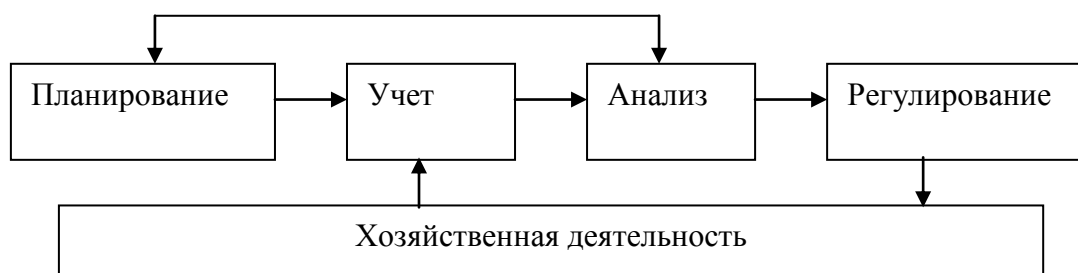 Планирование
Учет
Анализ
Регулирование
Хозяйственная деятельность